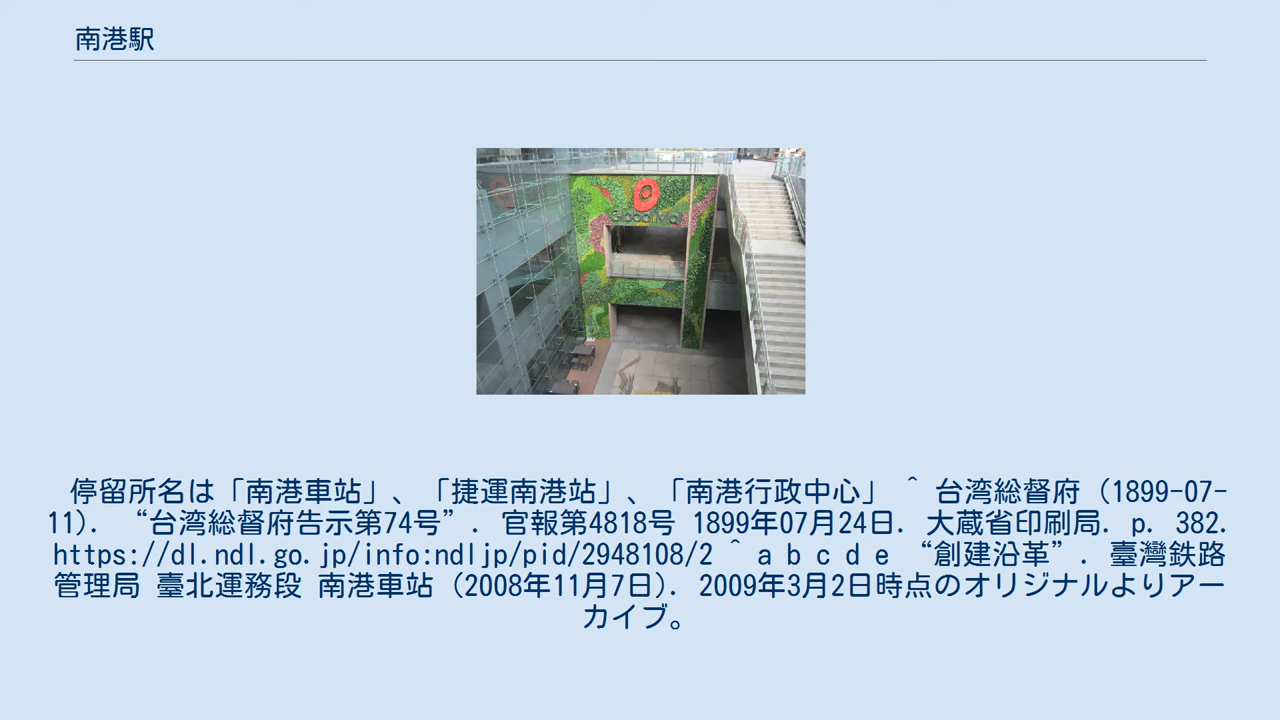 南港駅
Global Mall
停留所名は「南港車站」、「捷運南港站」、「南港行政中心」 ^ 台湾総督府 (1899-07-
11). “台湾総督府告示第74号”. 官報第4818号 1899年07月24日. 大蔵省印刷局. p. 382.
https://dl.ndl.go.jp/info:ndljp/pid/2948108/2 ^ a b c d e “創建沿革”. 臺灣鉄路
管理局 臺北運務段 南港車站 (2008年11月7日). 2009年3月2日時点のオリジナルよりアー
カイブ。